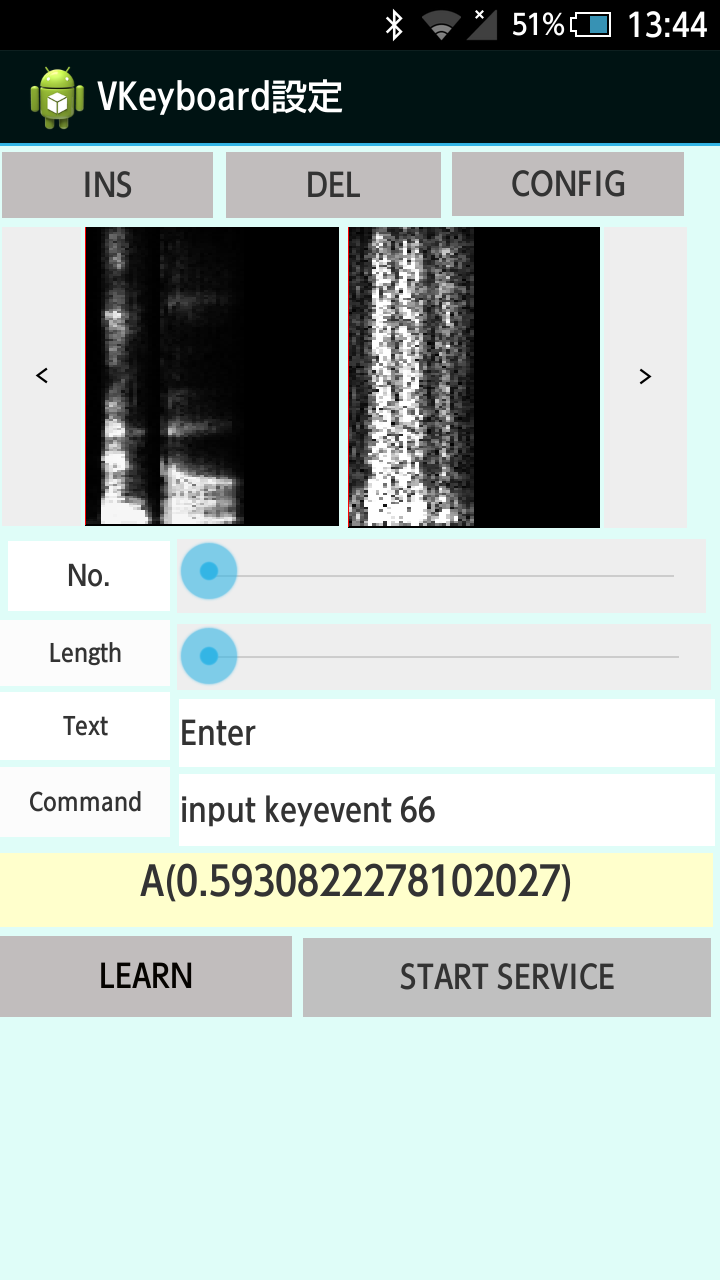 51% 13:44
VKeyboard設定
INS DEL CONFIG
< >
No.
Length
Text Enter
Command input keyevent 66
A(0.5930822278102027)
LEARN START SERVICE